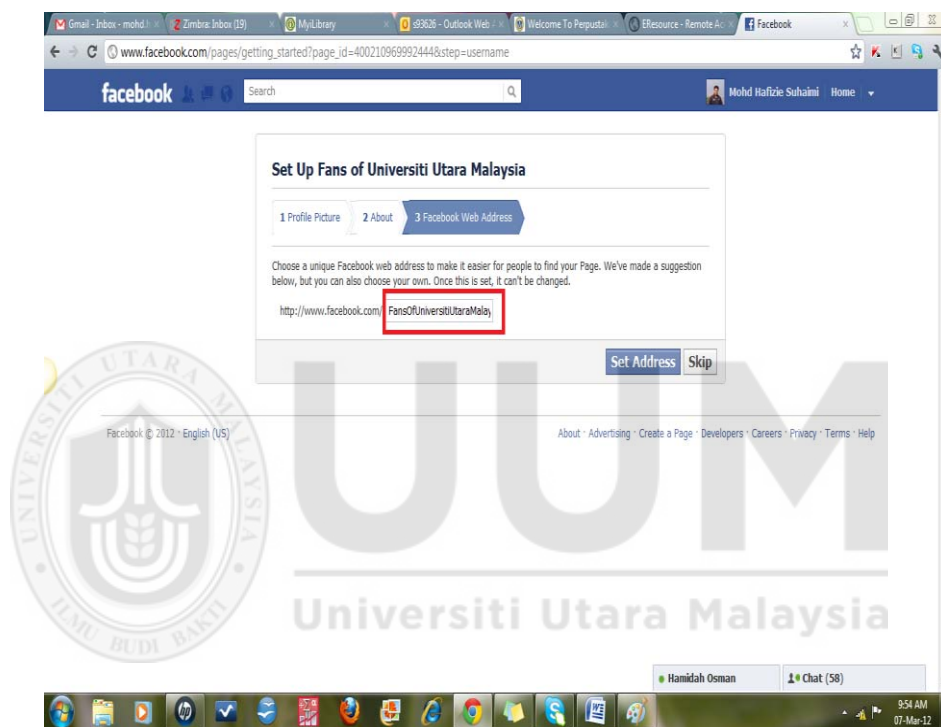 Gmail - Inbox - mohd.h
Zimbra: Inbox (19)
MyiLibrary
s93626 - Outlook Web
Welcome To Perpustak
EResource - Remote Ac
Facebook
www.facebook.com/pages/getting_started?page_id=400210969992444&step=username
facebook
Search
Mohd Hafizie Suhaimi
Home
Set Up Fans of Universiti Utara Malaysia
1 Profile Picture
2 About
3 Facebook Web Address
Choose a unique Facebook web address to make it easier for people to find your Page. We've made a suggestion
below, but you can also choose your own. Once this is set, it can't be changed.
http://www.facebook.com/ FansOfUniversitiUtaraMalay
Set Address
Skip
Facebook © 2012 · English (US)
About · Advertising · Create a Page · Developers · Careers · Privacy · Terms · Help
UNIVERSITI UTARA MALAYSIA
ILMU BUDI BAKTI
UUM
Universiti Utara Malaysia
Hamidah Osman
Chat (58)
9:54 AM
07-Mar-12